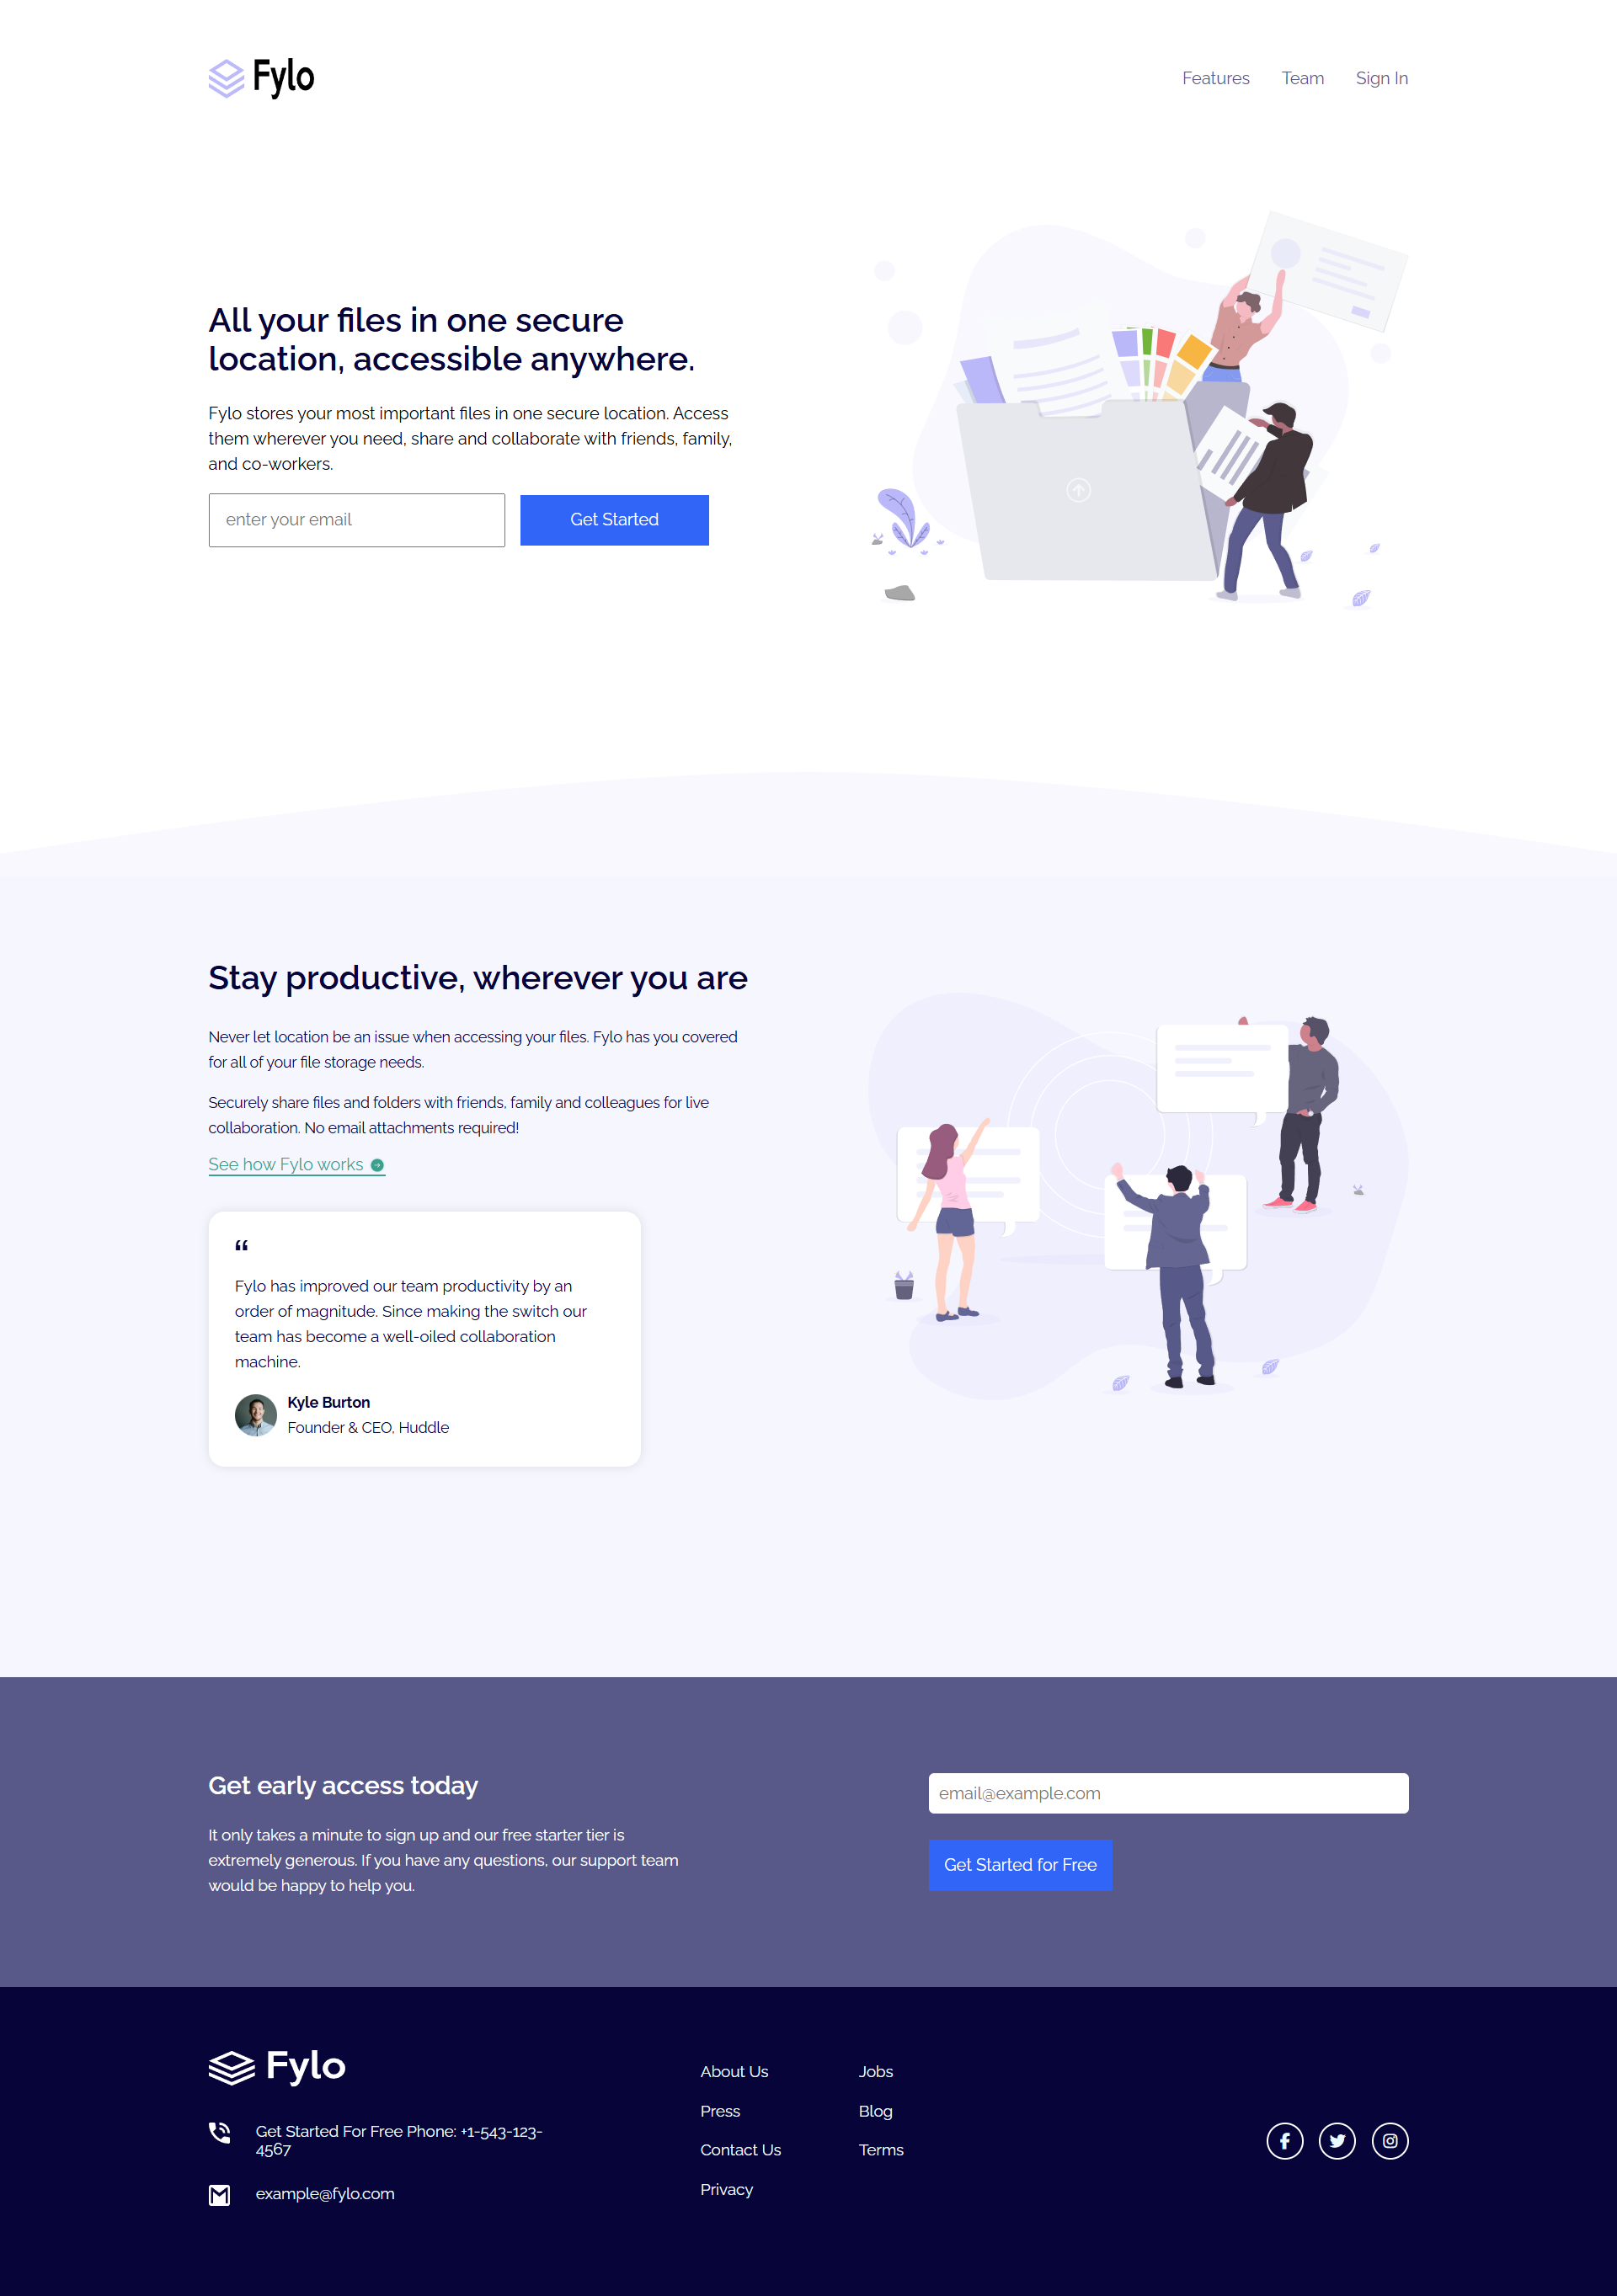 Fylo
Features Team Sign In
All your files in one secure
location, accessible anywhere.
Fylo stores your most important files in one secure location. Access
them wherever you need, share and collaborate with friends, family,
and co-workers.
enter your email
Get Started
Stay productive, wherever you are
Never let location be an issue when accessing your files. Fylo has you covered
for all of your file storage needs.
Securely share files and folders with friends, family and colleagues for live
collaboration. No email attachments required!
See how Fylo works
“
Fylo has improved our team productivity by an
order of magnitude. Since making the switch our
team has become a well-oiled collaboration
machine.
Kyle Burton
Founder & CEO, Huddle
Get early access today
It only takes a minute to sign up and our free starter tier is
extremely generous. If you have any questions, our support team
would be happy to help you.
email@example.com
Get Started for Free
Fylo
Get Started For Free Phone: +1-543-123-
4567
example@fylo.com
About Us
Press
Contact Us
Privacy
Jobs
Blog
Terms